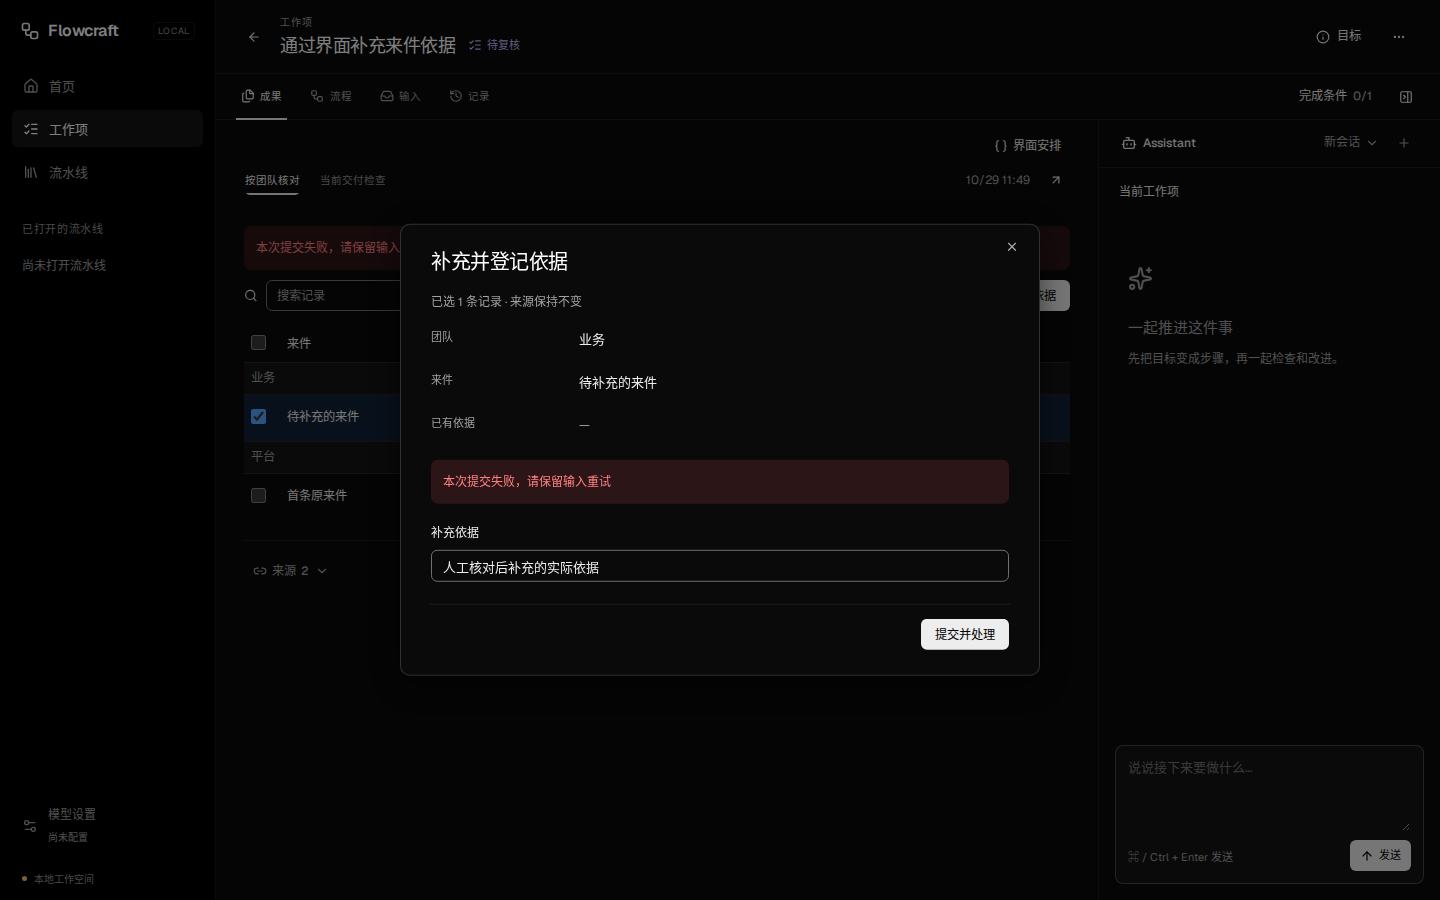 Flowcraft
LOCAL
首页
工作项
流水线
已打开的流水线
尚未打开流水线
模型设置
尚未配置
本地工作空间
工作项
通过界面补充来件依据
待复核
目标
成果
流程
输入
记录
完成条件 0/1
{ } 界面安排
按团队核对
当前交付检查
10/29 11:49
本次提交失败，请保留输入
搜索记录
依据
来件
业务
待补充的来件
平台
首条原来件
来源 2
补充并登记依据
已选 1 条记录 · 来源保持不变
团队
业务
来件
待补充的来件
已有依据
—
本次提交失败，请保留输入重试
补充依据
人工核对后补充的实际依据
提交并处理
Assistant
新会话
当前工作项
一起推进这件事
先把目标变成步骤，再一起检查和改进。
说说接下来要做什么...
⌘ / Ctrl + Enter 发送
发送